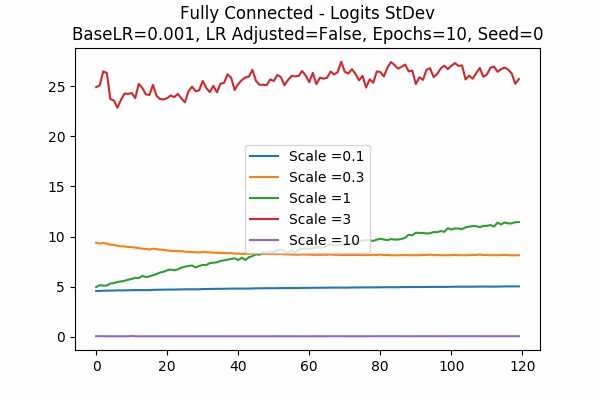 Fully Connected - Logits StDev
BaseLR=0.001, LR Adjusted=False, Epochs=10, Seed=0
25
20
15
10
5
0
Scale =0.1
Scale =0.3
Scale =1
Scale =3
Scale =10
0 20 40 60 80 100 120